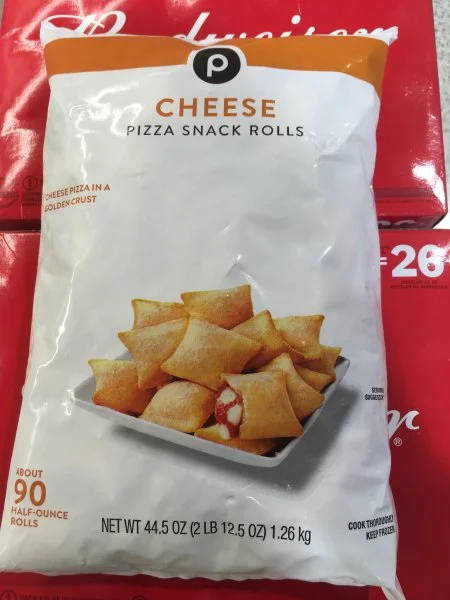 Budweiser
p
CHEESE
PIZZA SNACK ROLLS
CHEESE PIZZA IN A
GOLDEN CRUST
=26
SERVING
SUGGESTION
®
ABOUT
90
HALF-OUNCE
ROLLS
NET WT 44.5 OZ (2 LB 12.5 OZ) 1.26 kg
COOK THOROUGHLY
KEEP FROZEN